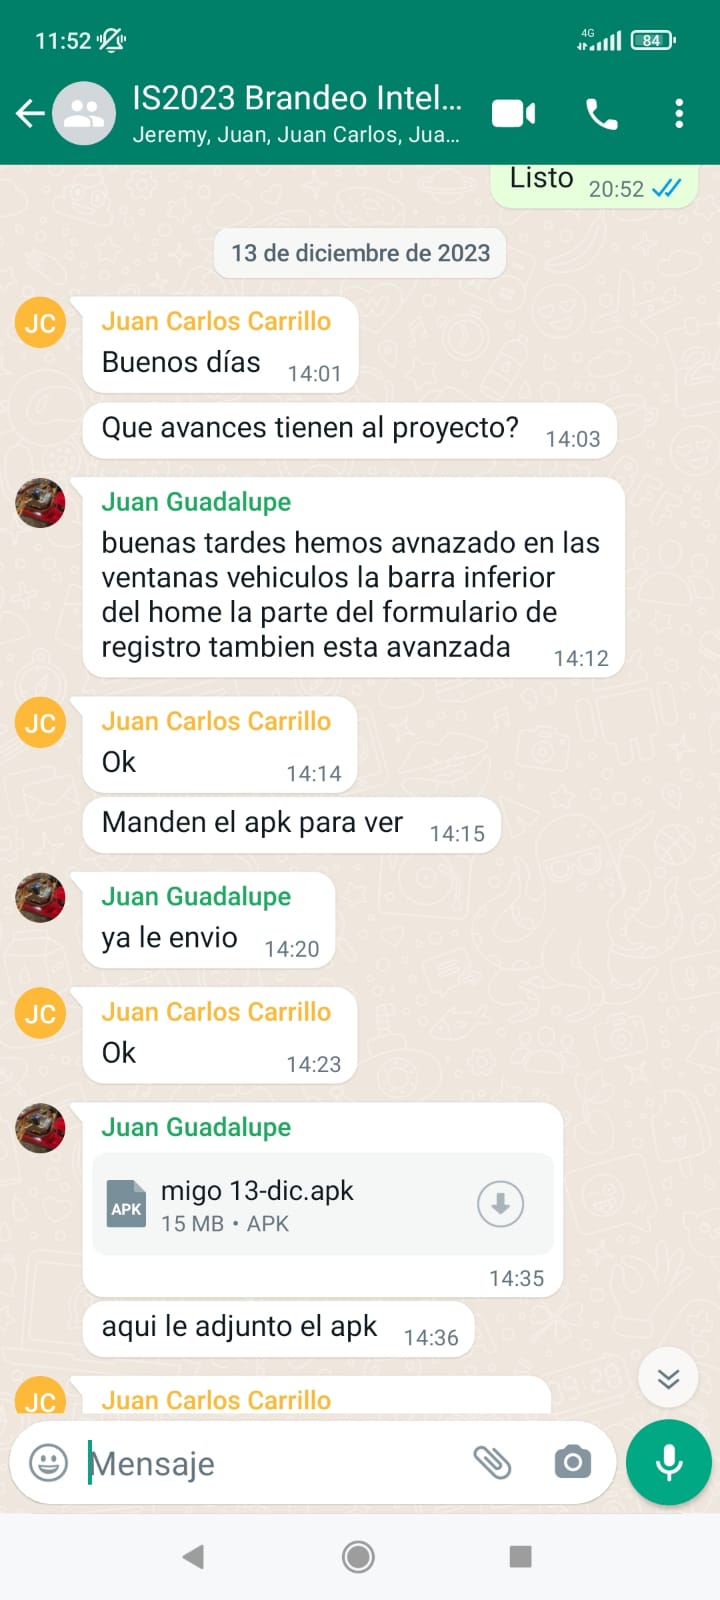 11:52
4G
84
IS2023 Brandeo Intel...
Jeremy, Juan, Juan Carlos, Jua...
Listo 20:52
13 de diciembre de 2023
JC
Juan Carlos Carrillo
Buenos días 14:01
Que avances tienen al proyecto? 14:03
Juan Guadalupe
buenas tardes hemos avnazado en las
ventanas vehiculos la barra inferior
del home la parte del formulario de
registro tambien esta avanzada 14:12
JC
Juan Carlos Carrillo
Ok 14:14
Manden el apk para ver 14:15
Juan Guadalupe
ya le envio 14:20
JC
Juan Carlos Carrillo
Ok 14:23
Juan Guadalupe
APK
migo 13-dic.apk
15 MB • APK
14:35
aqui le adjunto el apk 14:36
JC
Juan Carlos Carrillo
Mensaje